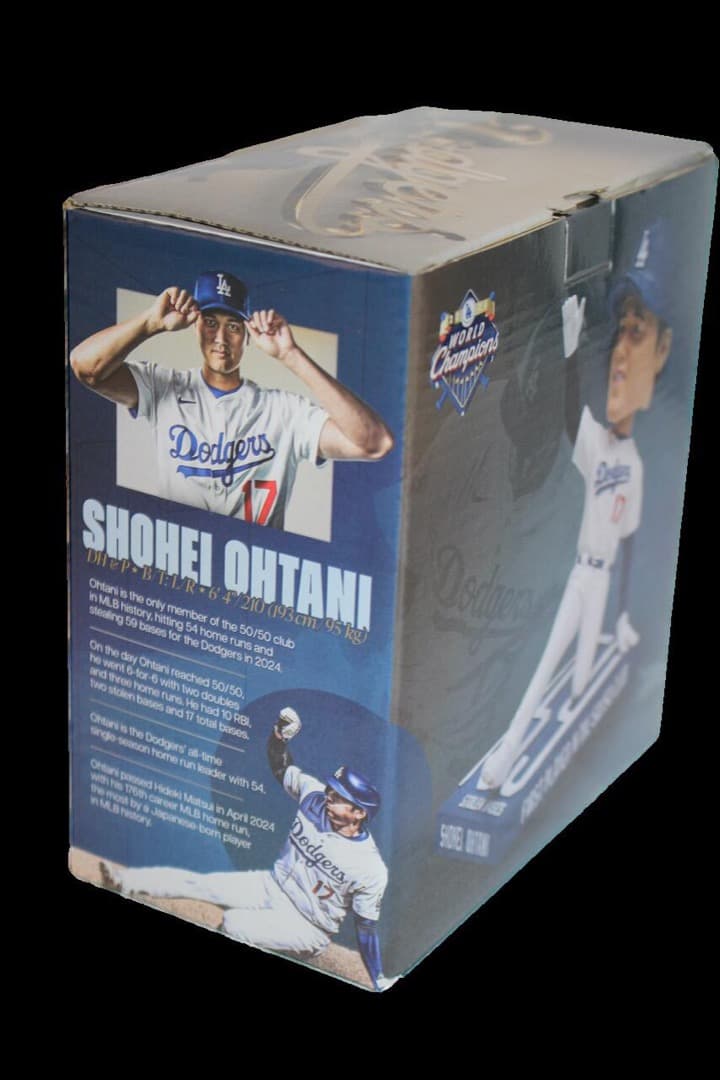 Dodgers
LA
Dodgers
17
SHOHEI OHTANI
DH & P • B/T: L/R • 6' 4"/210 (193 cm / 95 kg)
Ohtani is the only member of the 50/50 club
in MLB history, hitting 54 home runs and
stealing 59 bases for the Dodgers in 2024.
On the day Ohtani reached 50/50,
he went 6-for-6 with two doubles
and three home runs. He had 10 RBI,
two stolen bases and 17 total bases.
Ohtani is the Dodgers' all-time
single-season home run leader with 54.
Ohtani passed Hideki Matsui in April 2024
with his 176th career MLB home run,
the most by a Japanese-born player
in MLB history.
Dodgers
17
LA
WORLD
Champions
Dodgers
Dodgers
17
SHOHEI OHTANI